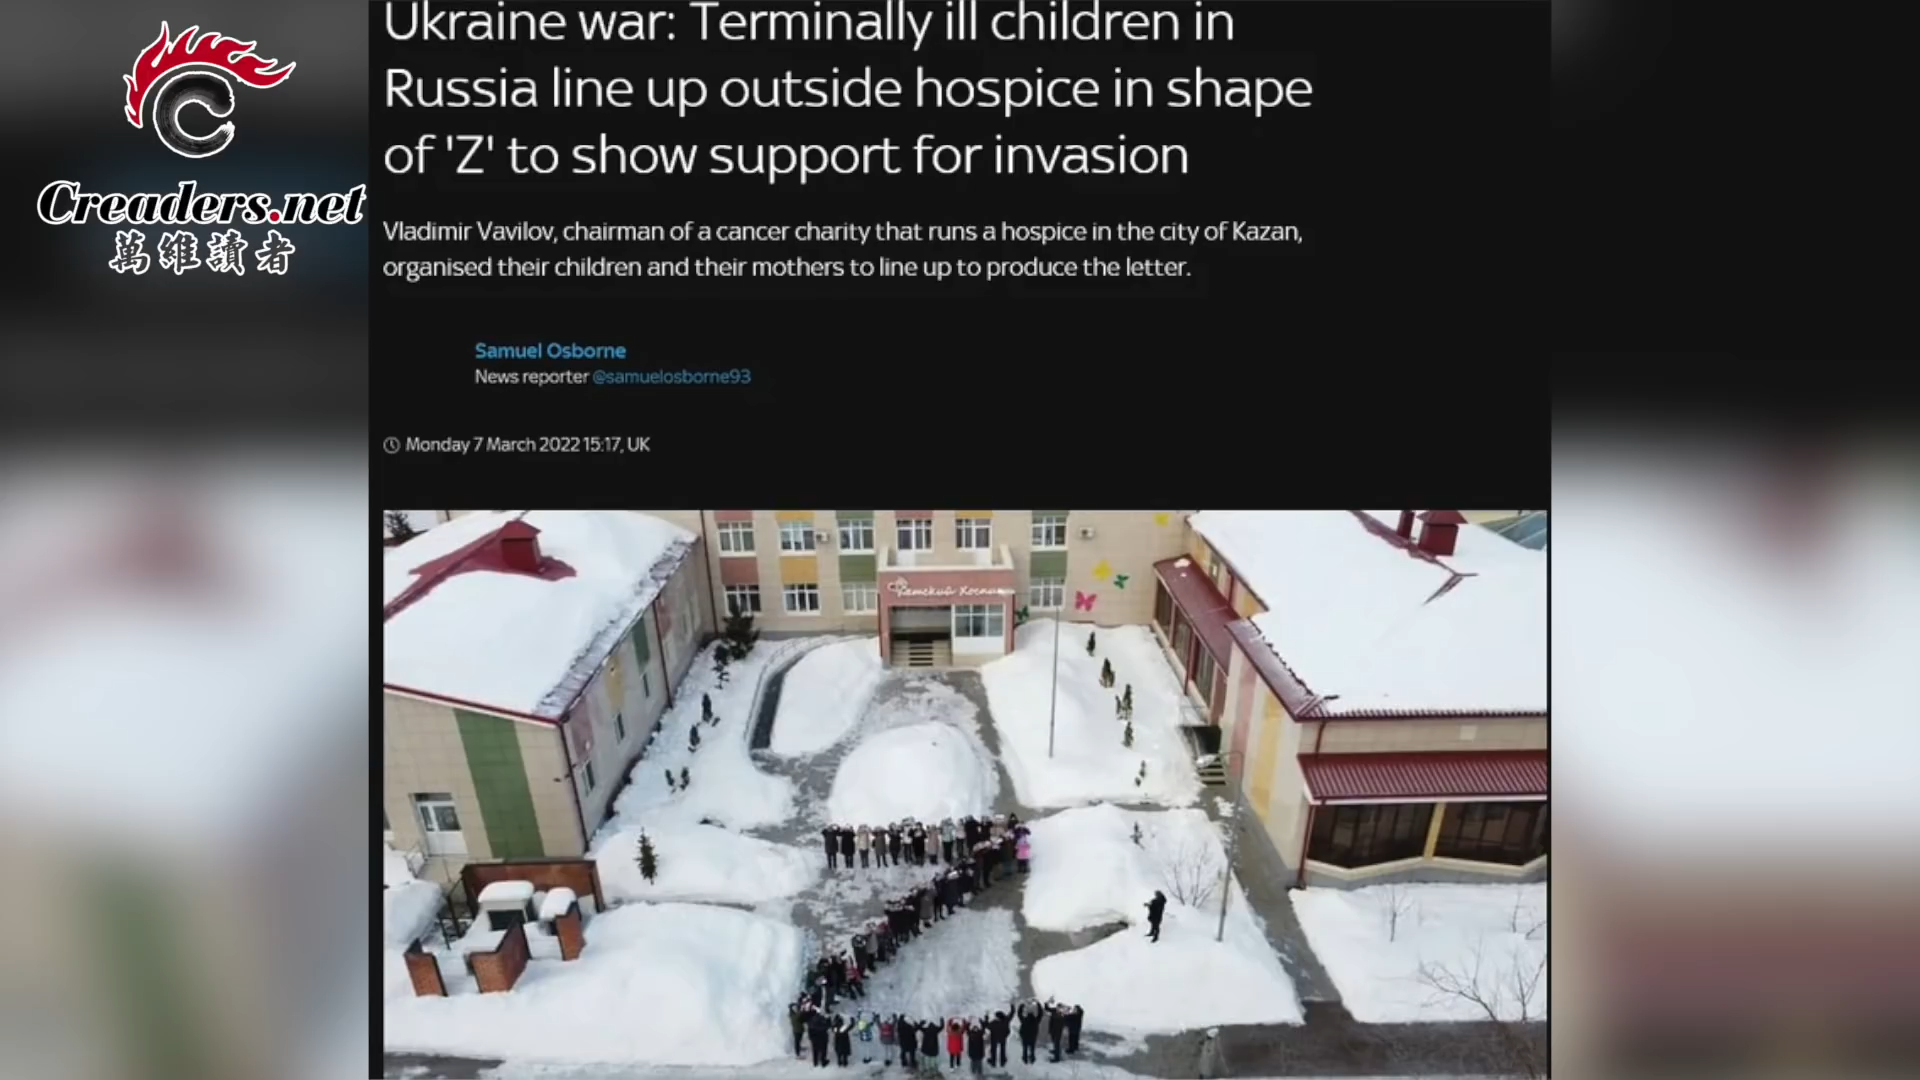 Creaders.net
萬維讀者
Ukraine war: Terminally ill children in
Russia line up outside hospice in shape
of 'Z' to show support for invasion
Vladimir Vavilov, chairman of a cancer charity that runs a hospice in the city of Kazan,
organised their children and their mothers to line up to produce the letter.
Samuel Osborne
News reporter @samuelosborne93
Monday 7 March 2022 15:17, UK
Детский Хоспис